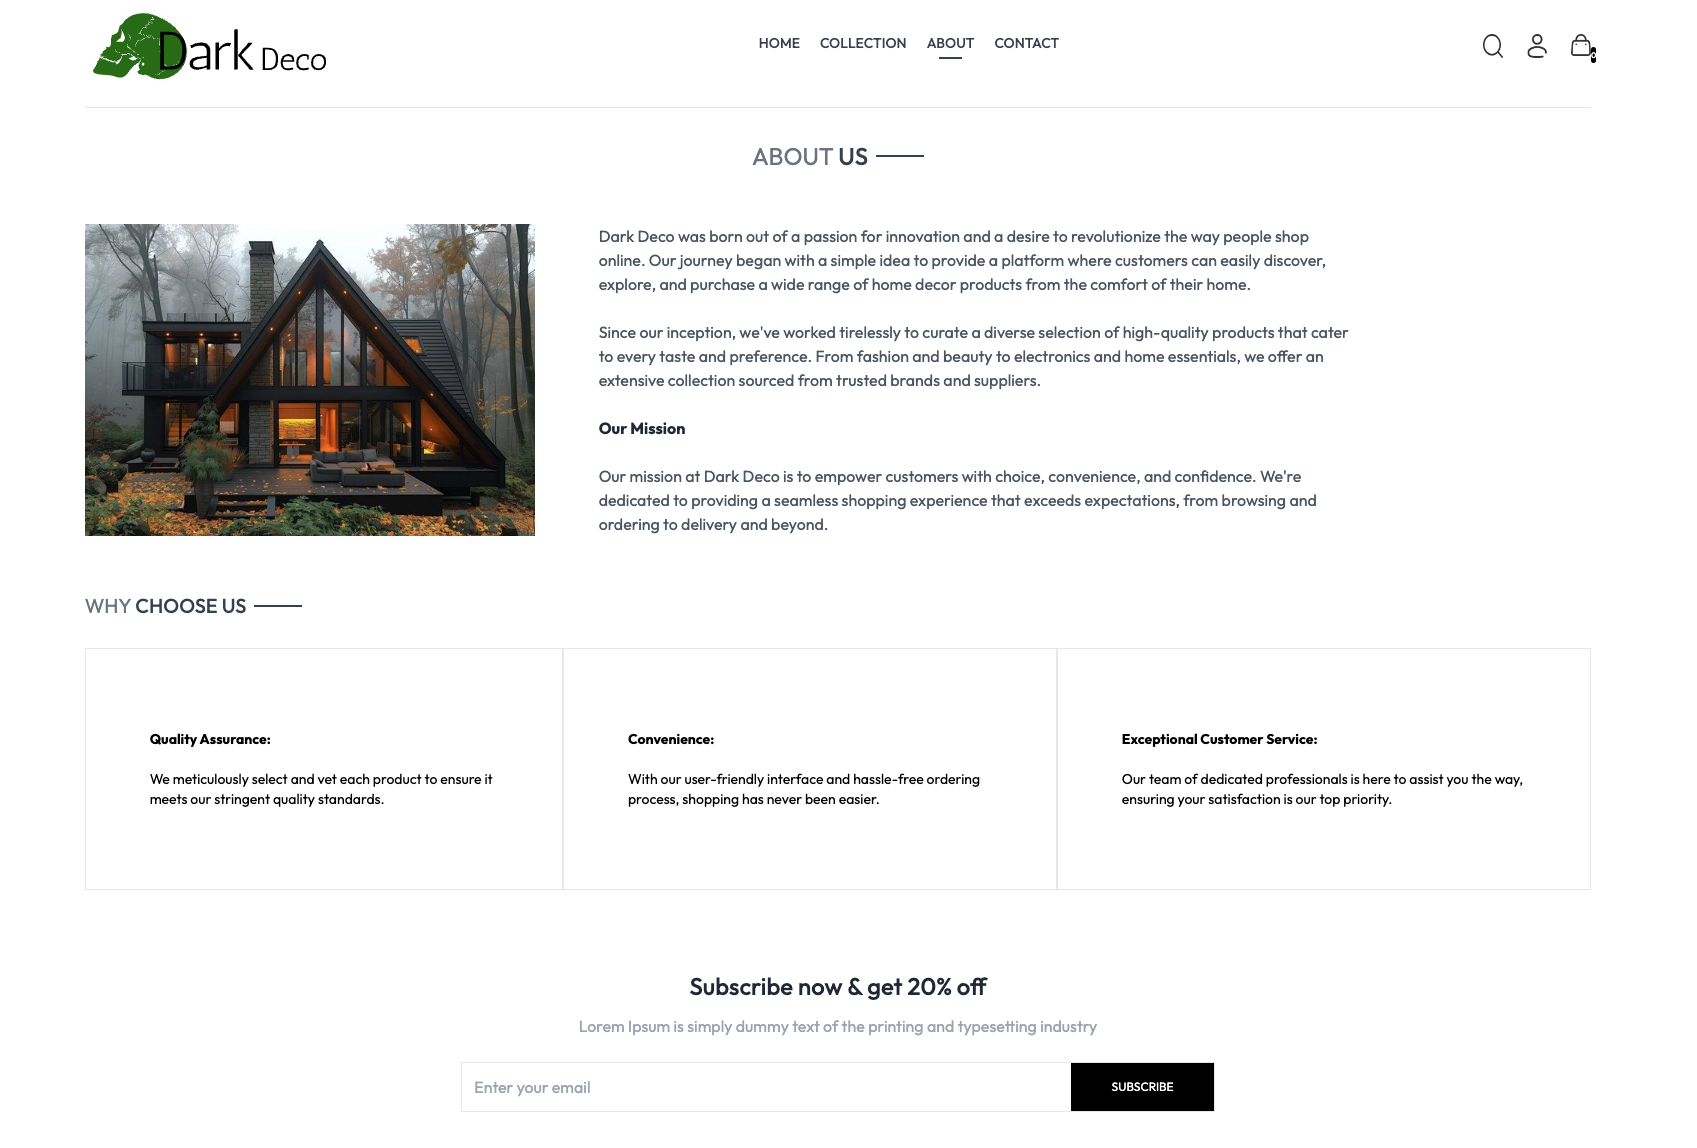 Dark Deco
HOME COLLECTION ABOUT CONTACT
ABOUT US
Dark Deco was born out of a passion for innovation and a desire to revolutionize the way people shop
online. Our journey began with a simple idea to provide a platform where customers can easily discover,
explore, and purchase a wide range of home decor products from the comfort of their home.
Since our inception, we've worked tirelessly to curate a diverse selection of high-quality products that cater
to every taste and preference. From fashion and beauty to electronics and home essentials, we offer an
extensive collection sourced from trusted brands and suppliers.
Our Mission
Our mission at Dark Deco is to empower customers with choice, convenience, and confidence. We're
dedicated to providing a seamless shopping experience that exceeds expectations, from browsing and
ordering to delivery and beyond.
WHY CHOOSE US
Quality Assurance:
We meticulously select and vet each product to ensure it
meets our stringent quality standards.
Convenience:
With our user-friendly interface and hassle-free ordering
process, shopping has never been easier.
Exceptional Customer Service:
Our team of dedicated professionals is here to assist you the way,
ensuring your satisfaction is our top priority.
Subscribe now & get 20% off
Lorem Ipsum is simply dummy text of the printing and typesetting industry
Enter your email
SUBSCRIBE